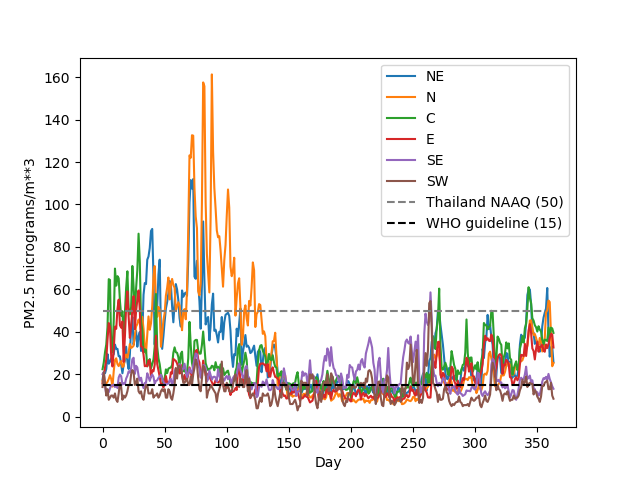 NE
N
C
E
SE
SW
Thailand NAAQ (50)
WHO guideline (15)
PM2.5 micrograms/m**3
160
140
120
100
80
60
40
20
0
0 50 100 150 200 250 300 350
Day